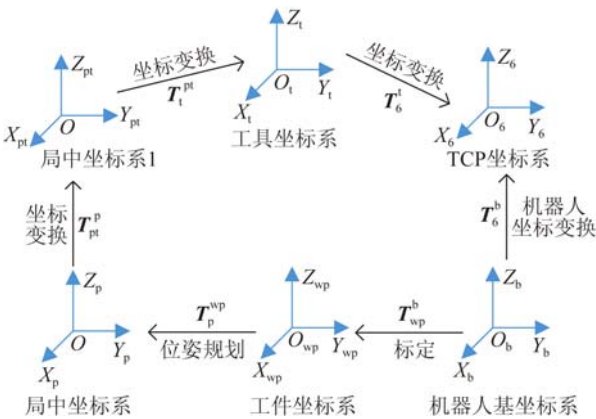 Z_t
坐标变换
T_t^pt
O_t
Y_t
X_t
工具坐标系
坐标变换
T_6^t
Z_pt
O
Y_pt
X_pt
局中坐标系1
Z_6
O_6
Y_6
X_6
TCP坐标系
坐标
变换
T_pt^p
T_6^b
机器人
坐标变换
Z_p
O
Y_p
X_p
局中坐标系
T_p^wp
位姿规划
Z_wp
O_wp
Y_wp
X_wp
工件坐标系
T_wp^b
标定
Z_b
O_b
Y_b
X_b
机器人基坐标系